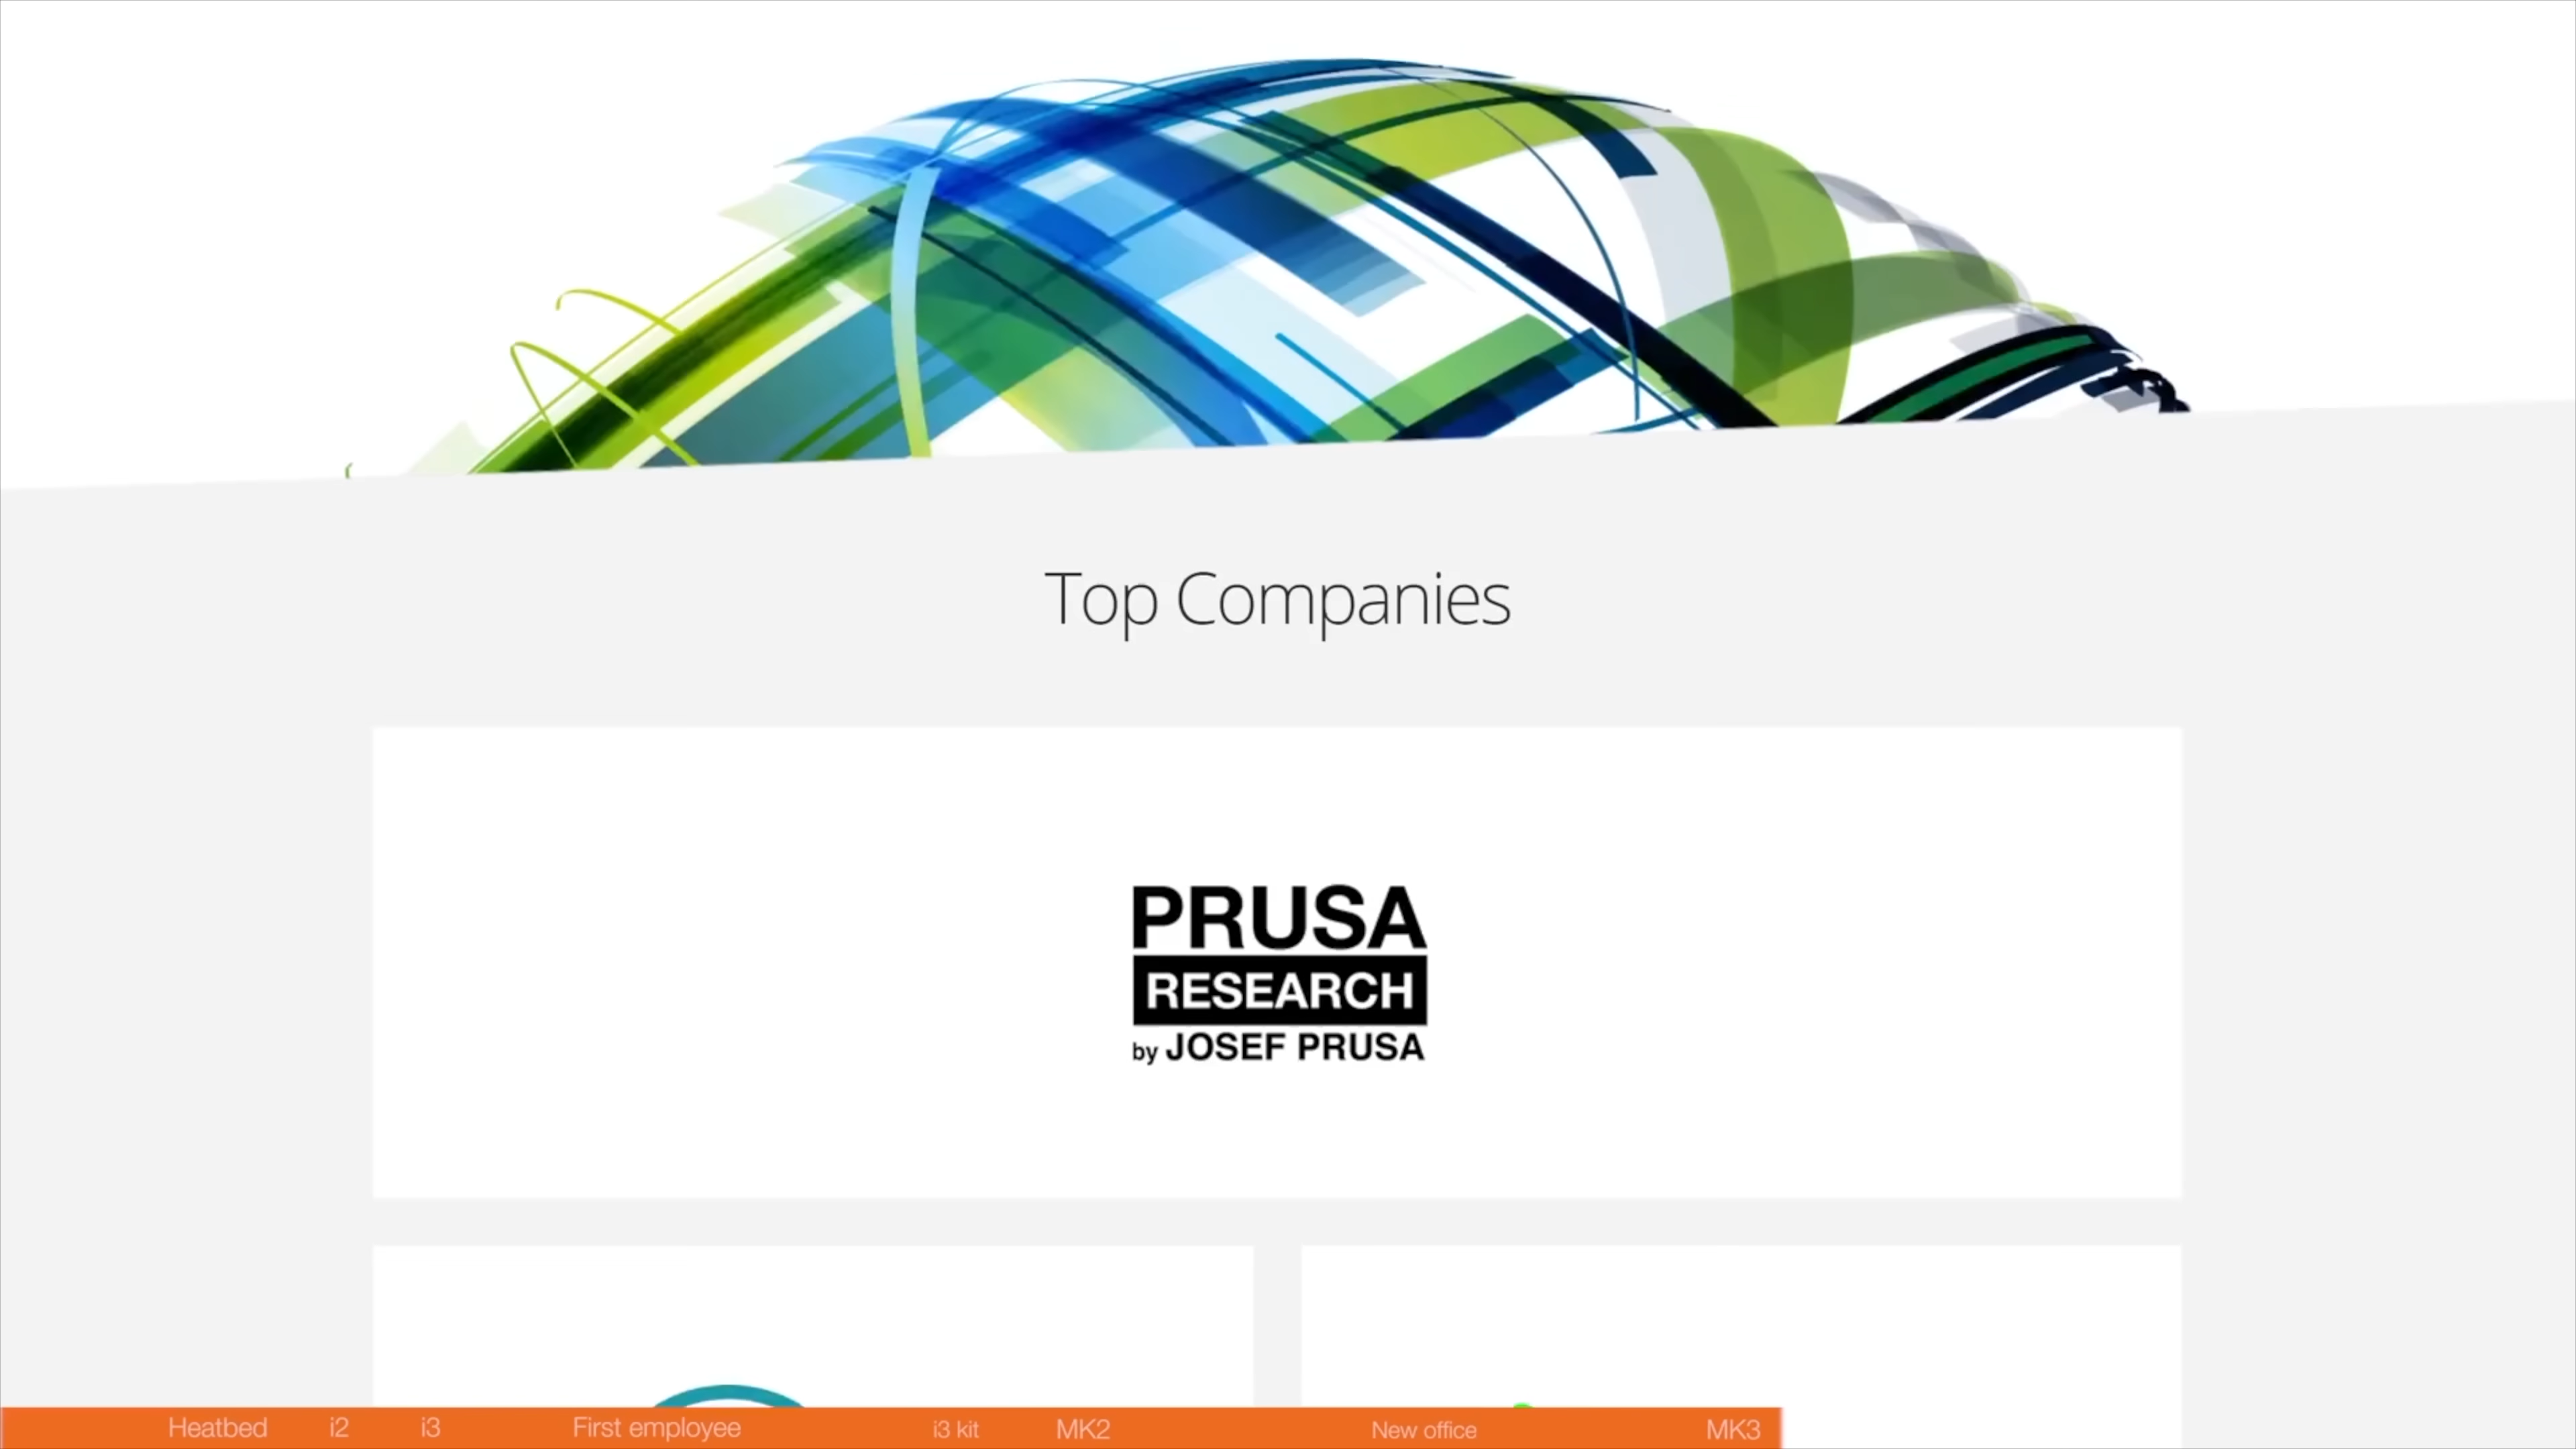 Top Companies
PRUSA
RESEARCH
by JOSEF PRUSA
Heatbed i2 i3 First employee i3 kit MK2 New office MK3